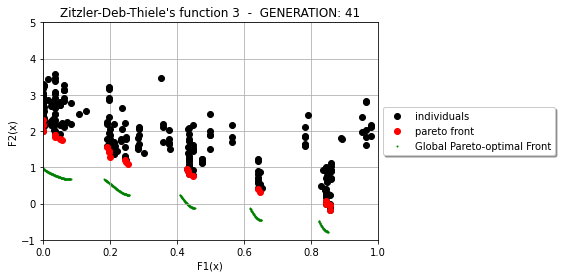 Zitzler-Deb-Thiele's function 3 - GENERATION: 41
5
4
3
2
1
0
−1
F2(x)
0.0 0.2 0.4 0.6 0.8 1.0
F1(x)
individuals
pareto front
Global Pareto-optimal Front